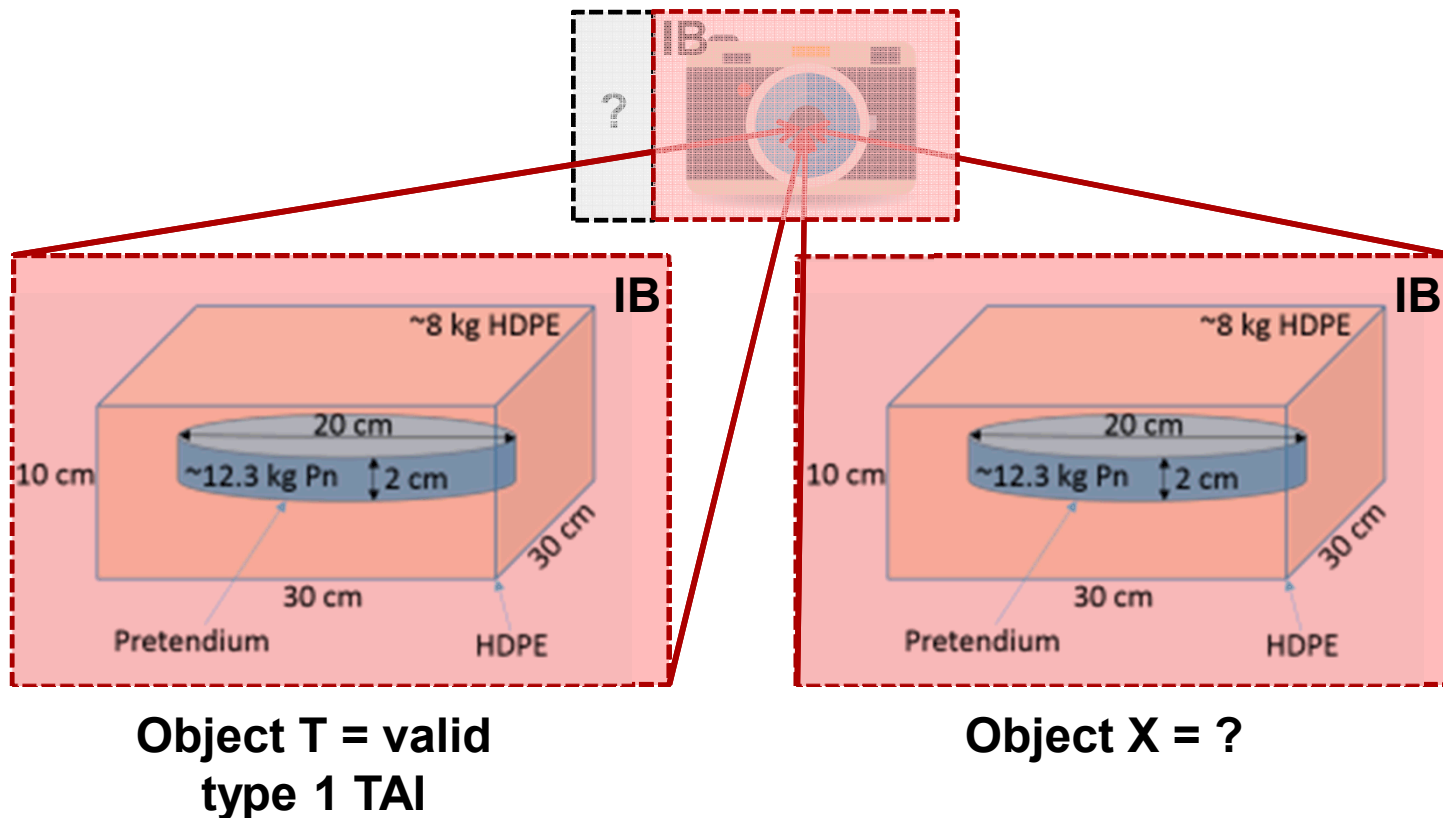 IB
?
IB
~8 kg HDPE
20 cm
10 cm
~12.3 kg Pn
2 cm
30 cm
30 cm
Pretendium
HDPE
IB
~8 kg HDPE
20 cm
10 cm
~12.3 kg Pn
2 cm
30 cm
30 cm
Pretendium
HDPE
Object T = valid
type 1 TAI
Object X = ?